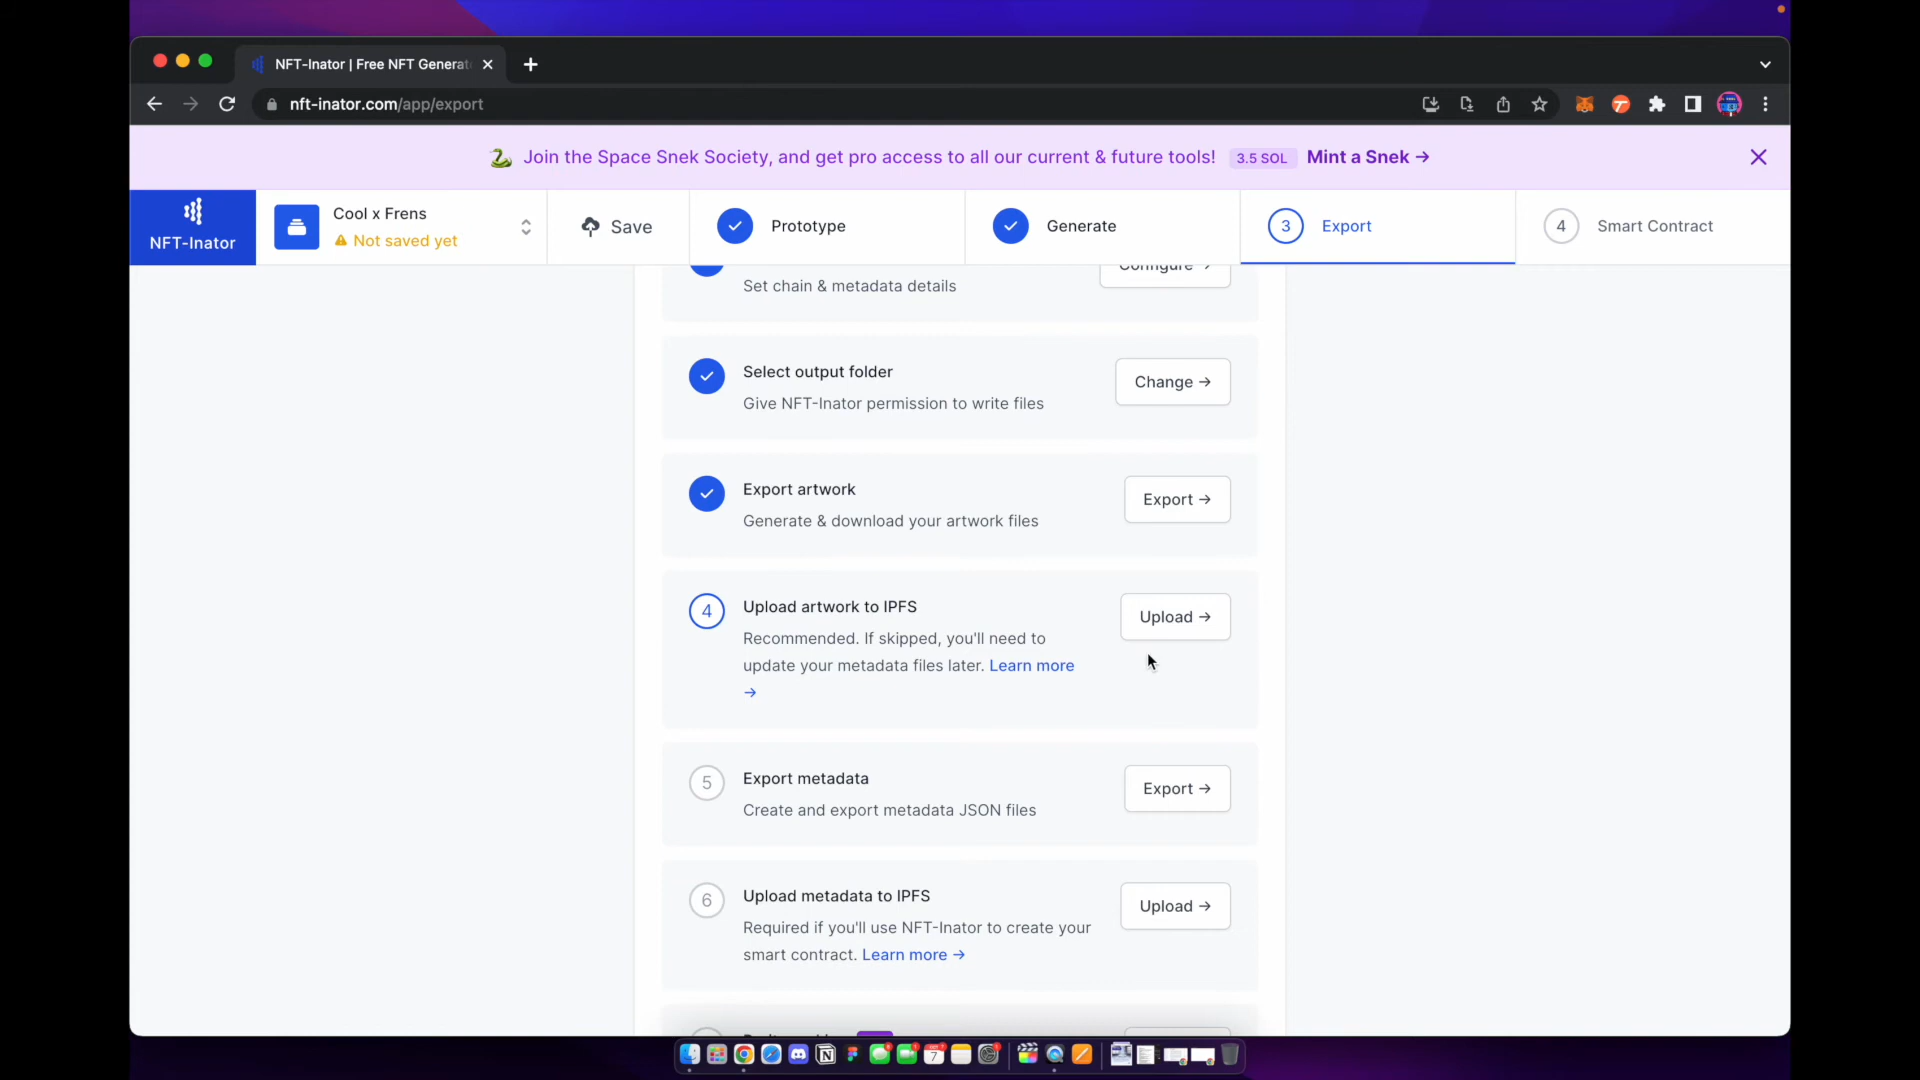 NFT-Inator | Free NFT Generat
nft-inator.com/app/export
Join the Space Snek Society, and get pro access to all our current & future tools! 3.5 SOL Mint a Snek →
NFT-Inator
Cool x Frens
Not saved yet
Save
Prototype
Generate
3 Export
4 Smart Contract
Configure →
Set chain & metadata details
Select output folder
Change →
Give NFT-Inator permission to write files
Export artwork
Export →
Generate & download your artwork files
4 Upload artwork to IPFS
Upload →
Recommended. If skipped, you'll need to
update your metadata files later. Learn more
→
5 Export metadata
Export →
Create and export metadata JSON files
6 Upload metadata to IPFS
Upload →
Required if you'll use NFT-Inator to create your
smart contract. Learn more →
7